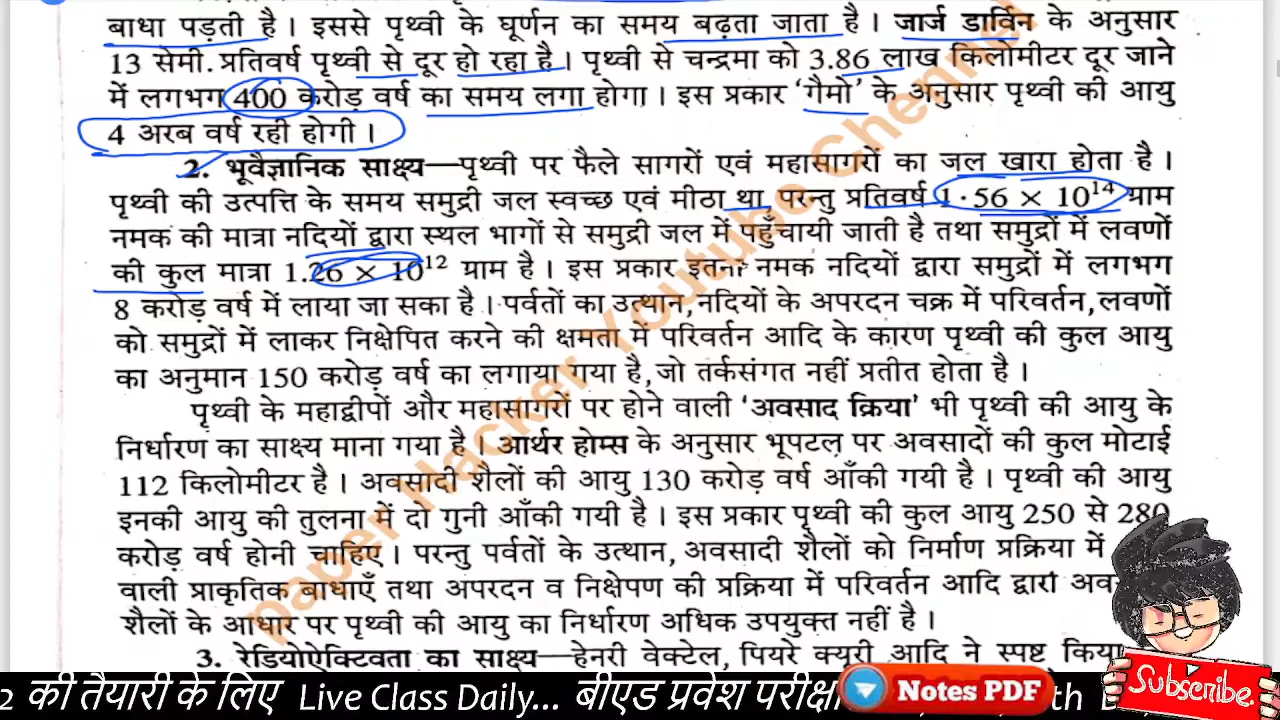 बाधा पड़ती है। इससे पृथ्वी के घूर्णन का समय बढ़ता जाता है। जार्ज डार्विन के अनुसार
13 सेमी. प्रतिवर्ष पृथ्वी से दूर हो रहा है। पृथ्वी से चन्द्रमा को 3.86 लाख किलोमीटर दूर जाने
में लगभग 400 करोड़ वर्ष का समय लगा होगा। इस प्रकार ‘गैमो’ के अनुसार पृथ्वी की आयु
4 अरब वर्ष रही होगी।
2. भूवैज्ञानिक साक्ष्य—पृथ्वी पर फैले सागरों एवं महासागरों का जल खारा होता है।
पृथ्वी की उत्पत्ति के समय समुद्री जल स्वच्छ एवं मीठा था, परन्तु प्रतिवर्ष 1·56 × 10¹⁴ ग्राम
नमक की मात्रा नदियों द्वारा स्थल भागों से समुद्री जल में पहुँचायी जाती है तथा समुद्रों में लवणों
की कुल मात्रा 1.26 × 10¹² ग्राम है। इस प्रकार इतना नमक नदियों द्वारा समुद्रों में लगभग
8 करोड़ वर्ष में लाया जा सका है। पर्वतों का उत्थान, नदियों के अपरदन चक्र में परिवर्तन, लवणों
को समुद्रों में लाकर निक्षेपित करने की क्षमता में परिवर्तन आदि के कारण पृथ्वी की कुल आयु
का अनुमान 150 करोड़ वर्ष का लगाया गया है, जो तर्कसंगत नहीं प्रतीत होता है।
पृथ्वी के महाद्वीपों और महासागरों पर होने वाली ‘अवसाद क्रिया’ भी पृथ्वी की आयु के
निर्धारण का साक्ष्य माना गया है। आर्थर होम्स के अनुसार भूपटल पर अवसादों की कुल मोटाई
112 किलोमीटर है। अवसादी शैलों की आयु 130 करोड़ वर्ष आँकी गयी है। पृथ्वी की आयु
इनकी आयु की तुलना में दो गुनी आँकी गयी है। इस प्रकार पृथ्वी की कुल आयु 250 से 280
करोड़ वर्ष होनी चाहिए। परन्तु पर्वतों के उत्थान, अवसादी शैलों को निर्माण प्रक्रिया में
वाली प्राकृतिक बाधाएँ तथा अपरदन व निक्षेपण की प्रक्रिया में परिवर्तन आदि द्वारा
शैलों के आधार पर पृथ्वी की आयु का निर्धारण अधिक उपयुक्त नहीं है।
3. रेडियोऐक्टिवता का साक्ष्य—हेनरी वेक्टेल, पियरे क्यूरी आदि ने स्पष्ट किया
paper Hacker Youtube Chennel
2 की तैयारी के लिए Live Class Daily... बीएड प्रवेश परीक्षा
Notes PDF
Subscribe